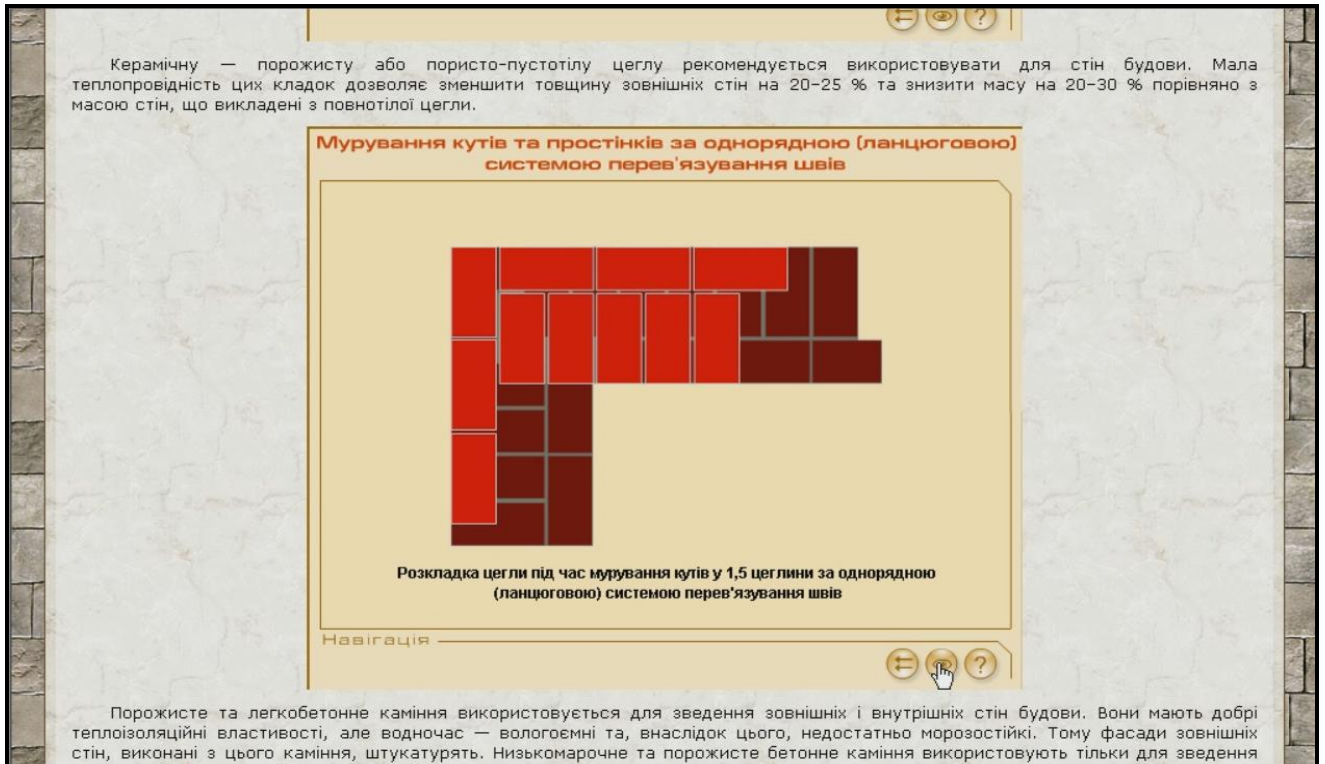 Керамічну — порожисту або пористо-пустотілу цеглу рекомендується використовувати для стін будови. Мала
теплопровідність цих кладок дозволяє зменшити товщину зовнішніх стін на 20-25 % та знизити масу на 20-30 % порівняно з
масою стін, що викладені з повнотілої цегли.
Мурування кутів та простінків за однорядною (ланцюговою)
системою перев'язування швів
Розкладка цегли під час мурування кутів у 1,5 цеглини за однорядною
(ланцюговою) системою перев'язування швів
Навігація
?
Порожисте та легкобетонне каміння використовується для зведення зовнішніх і внутрішніх стін будови. Вони мають добрі
теплоізоляційні властивості, але водночас — вологоємні та, внаслідок цього, недостатньо морозостійкі. Тому фасади зовнішніх
стін, виконані з цього каміння, штукатурять. Низькомарочне та порожисте бетонне каміння використовують тільки для зведення